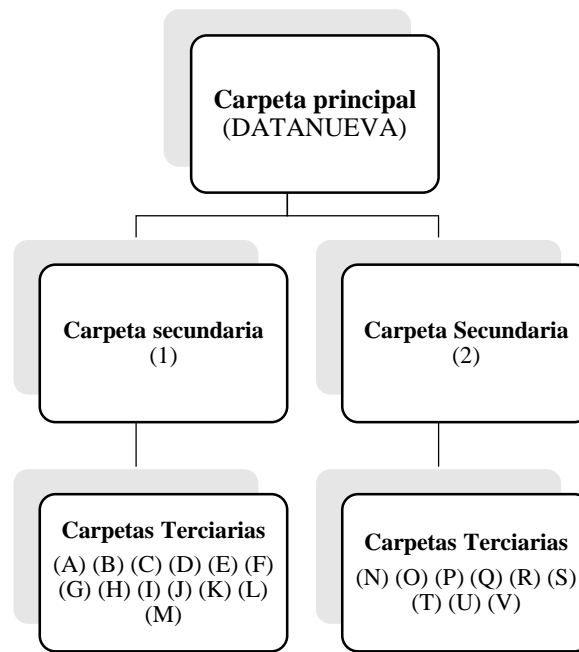 Carpeta principal
(DATANUEVA)
Carpeta secundaria
(1)
Carpeta Secundaria
(2)
Carpetas Terciarias
(A) (B) (C) (D) (E) (F)
(G) (H) (I) (J) (K) (L)
(M)
Carpetas Terciarias
(N) (O) (P) (Q) (R) (S)
(T) (U) (V)